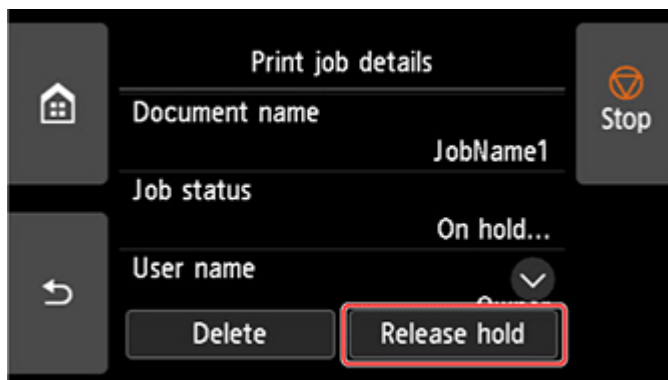 Print job details
Stop
Document name
JobName1
Job status
On hold...
User name
Delete
Release hold